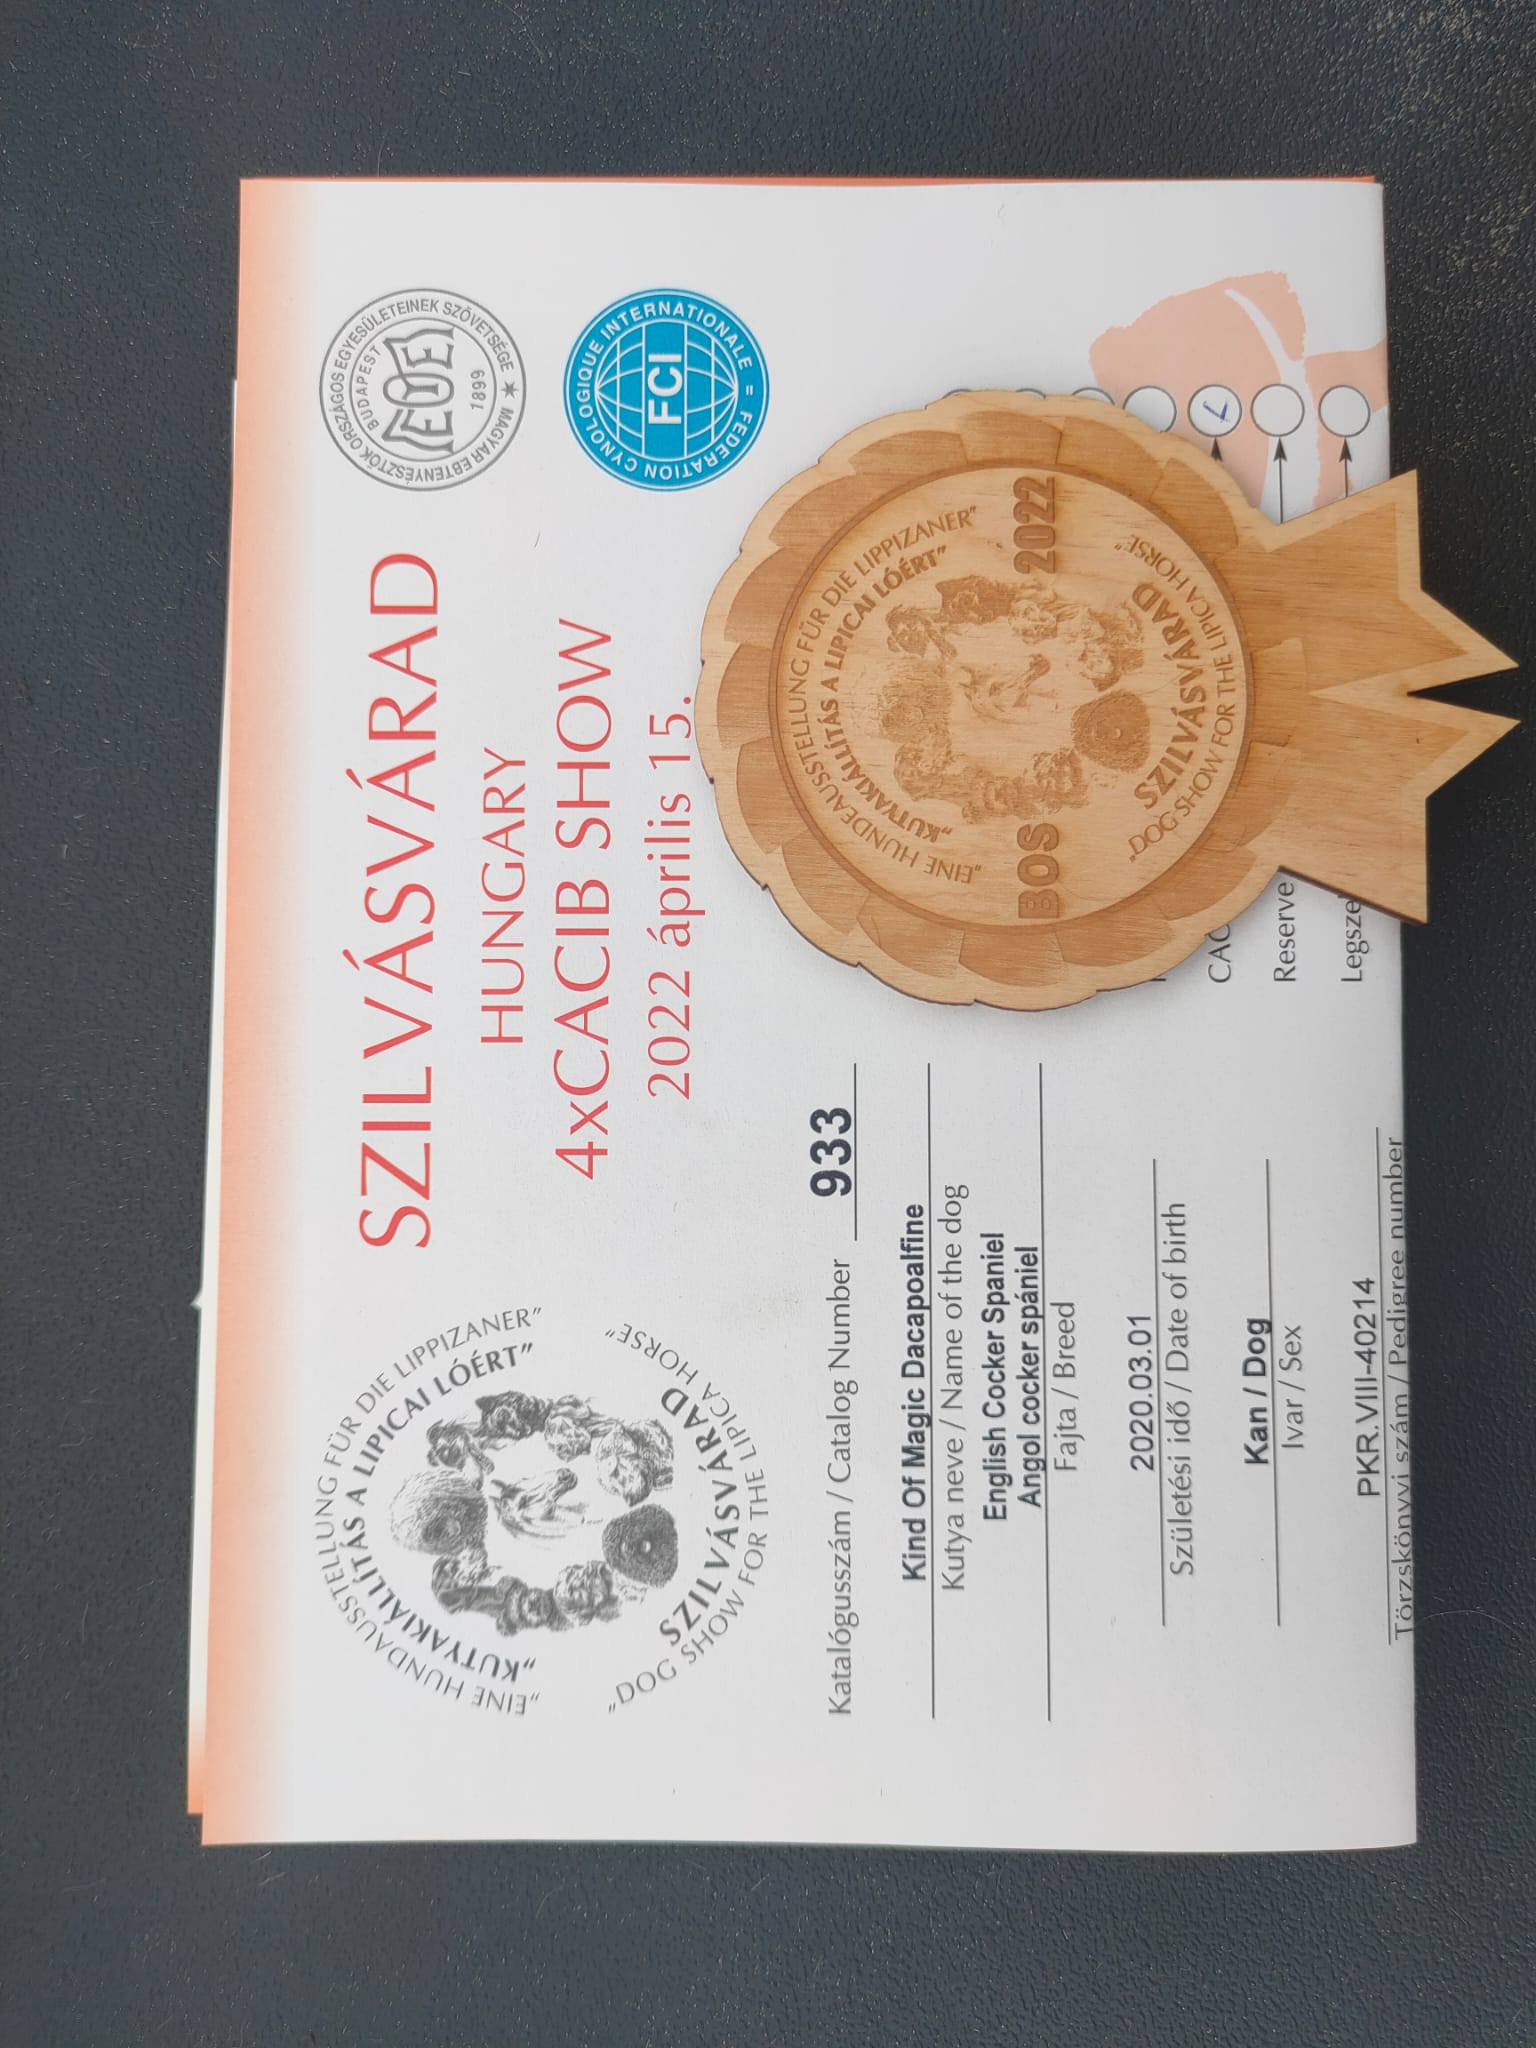 „EINE HUNDAUSSTELLUNG FÜR DIE LIPPIZANER”
„KUTYAKIÁLLÍTÁS A LIPICAI LÓÉRT”
SZILVÁSVÁRAD
„DOG SHOW FOR THE LIPICA HORSE”
SZILVÁSVÁRAD
HUNGARY
4xCACIB SHOW
2022 április 15.
MAGYAR EBTENYÉSZTŐK ORSZÁGOS EGYESÜLETEINEK SZÖVETSÉGE
BUDAPEST
MEOE
1899
FEDERATION CYNOLOGIQUE INTERNATIONALE
FCI
Katalógusszám / Catalog Number 933
Kind Of Magic Dacapoalfine
Kutya neve / Name of the dog
English Cocker Spaniel
Angol cocker spániel
Fajta / Breed
2020.03.01
Születési idő / Date of birth
Kan / Dog
Ivar / Sex
PKR.VIII-40214
Törzskönyvi szám / Pedigree number
„EINE HUNDEAUSSTELLUNG FÜR DIE LIPPIZANER”
„KUTYAKIÁLLÍTÁS A LIPICAI LÓÉRT”
BOS 2022
SZILVÁSVÁRAD
„DOG SHOW FOR THE LIPICA HORSE”
Reserve